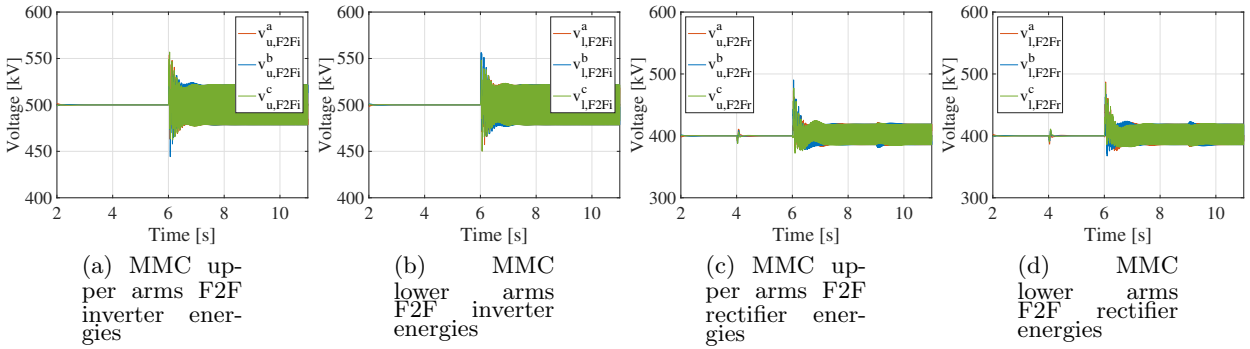 600
550
500
450
400
Voltage [kV]
2 4 6 8 10
Time [s]
v^a_{u,F2Fi}
v^b_{u,F2Fi}
v^c_{u,F2Fi}
(a) MMC up-
per arms F2F
inverter ener-
gies
600
550
500
450
400
Voltage [kV]
2 4 6 8 10
Time [s]
v^a_{l,F2Fi}
v^b_{l,F2Fi}
v^c_{l,F2Fi}
(b) MMC
lower arms
F2F inverter
energies
600
500
400
300
Voltage [kV]
2 4 6 8 10
Time [s]
v^a_{u,F2Fr}
v^b_{u,F2Fr}
v^c_{u,F2Fr}
(c) MMC up-
per arms F2F
rectifier ener-
gies
600
500
400
300
Voltage [kV]
2 4 6 8 10
Time [s]
v^a_{l,F2Fr}
v^b_{l,F2Fr}
v^c_{l,F2Fr}
(d) MMC
lower arms
F2F rectifier
energies